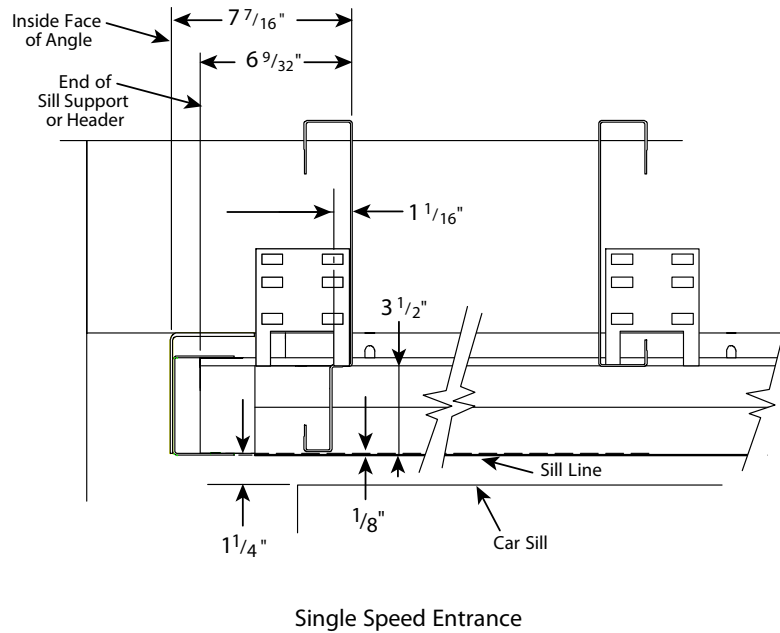 Inside Face
of Angle
7 7/16"
6 9/32"
End of
Sill Support
or Header
1 1/16"
3 1/2"
Sill Line
1/8"
1 1/4"
Car Sill
Single Speed Entrance